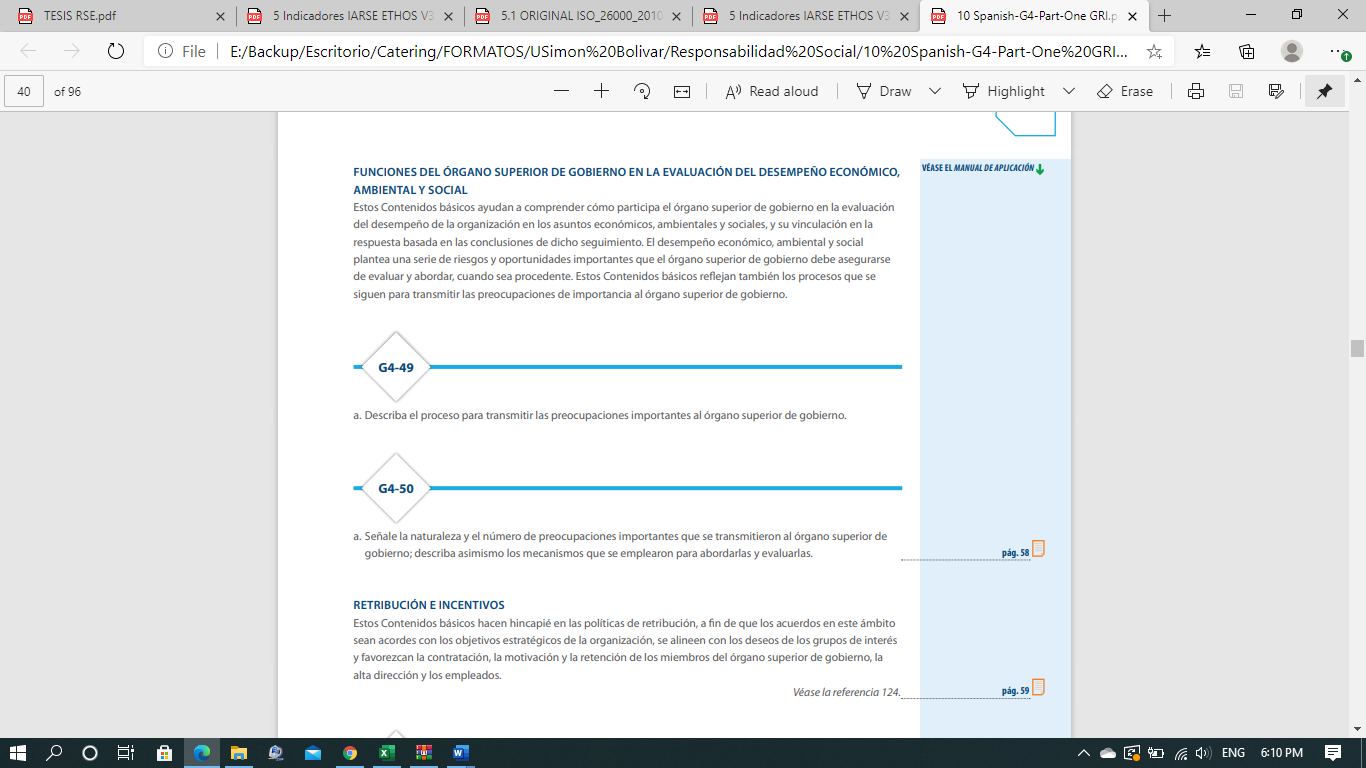 TESIS RSE.pdf
5 Indicadores IARSE ETHOS V3
5.1 ORIGINAL ISO_26000_2010
5 Indicadores IARSE ETHOS V3
10 Spanish-G4-Part-One GRI.p
File
E:/Backup/Escritorio/Catering/FORMATOS/USimon%20Bolivar/Responsabilidad%20Social/10%20Spanish-G4-Part-One%20GRI...
40 of 96
Read aloud
Draw
Highlight
Erase
FUNCIONES DEL ÓRGANO SUPERIOR DE GOBIERNO EN LA EVALUACIÓN DEL DESEMPEÑO ECONÓMICO,
AMBIENTAL Y SOCIAL
VÉASE EL MANUAL DE APLICACIÓN
Estos Contenidos básicos ayudan a comprender cómo participa el órgano superior de gobierno en la evaluación
del desempeño de la organización en los asuntos económicos, ambientales y sociales, y su vinculación en la
respuesta basada en las conclusiones de dicho seguimiento. El desempeño económico, ambiental y social
plantea una serie de riesgos y oportunidades importantes que el órgano superior de gobierno debe asegurarse
de evaluar y abordar, cuando sea procedente. Estos Contenidos básicos reflejan también los procesos que se
siguen para transmitir las preocupaciones de importancia al órgano superior de gobierno.
G4-49
a. Describa el proceso para transmitir las preocupaciones importantes al órgano superior de gobierno.
G4-50
a. Señale la naturaleza y el número de preocupaciones importantes que se transmitieron al órgano superior de
gobierno; describa asimismo los mecanismos que se emplearon para abordarlas y evaluarlas.
pág. 58
RETRIBUCIÓN E INCENTIVOS
Estos Contenidos básicos hacen hincapié en las políticas de retribución, a fin de que los acuerdos en este ámbito
sean acordes con los objetivos estratégicos de la organización, se alineen con los deseos de los grupos de interés
y favorezcan la contratación, la motivación y la retención de los miembros del órgano superior de gobierno, la
alta dirección y los empleados.
Véase la referencia 124.
pág. 59
ENG
6:10 PM